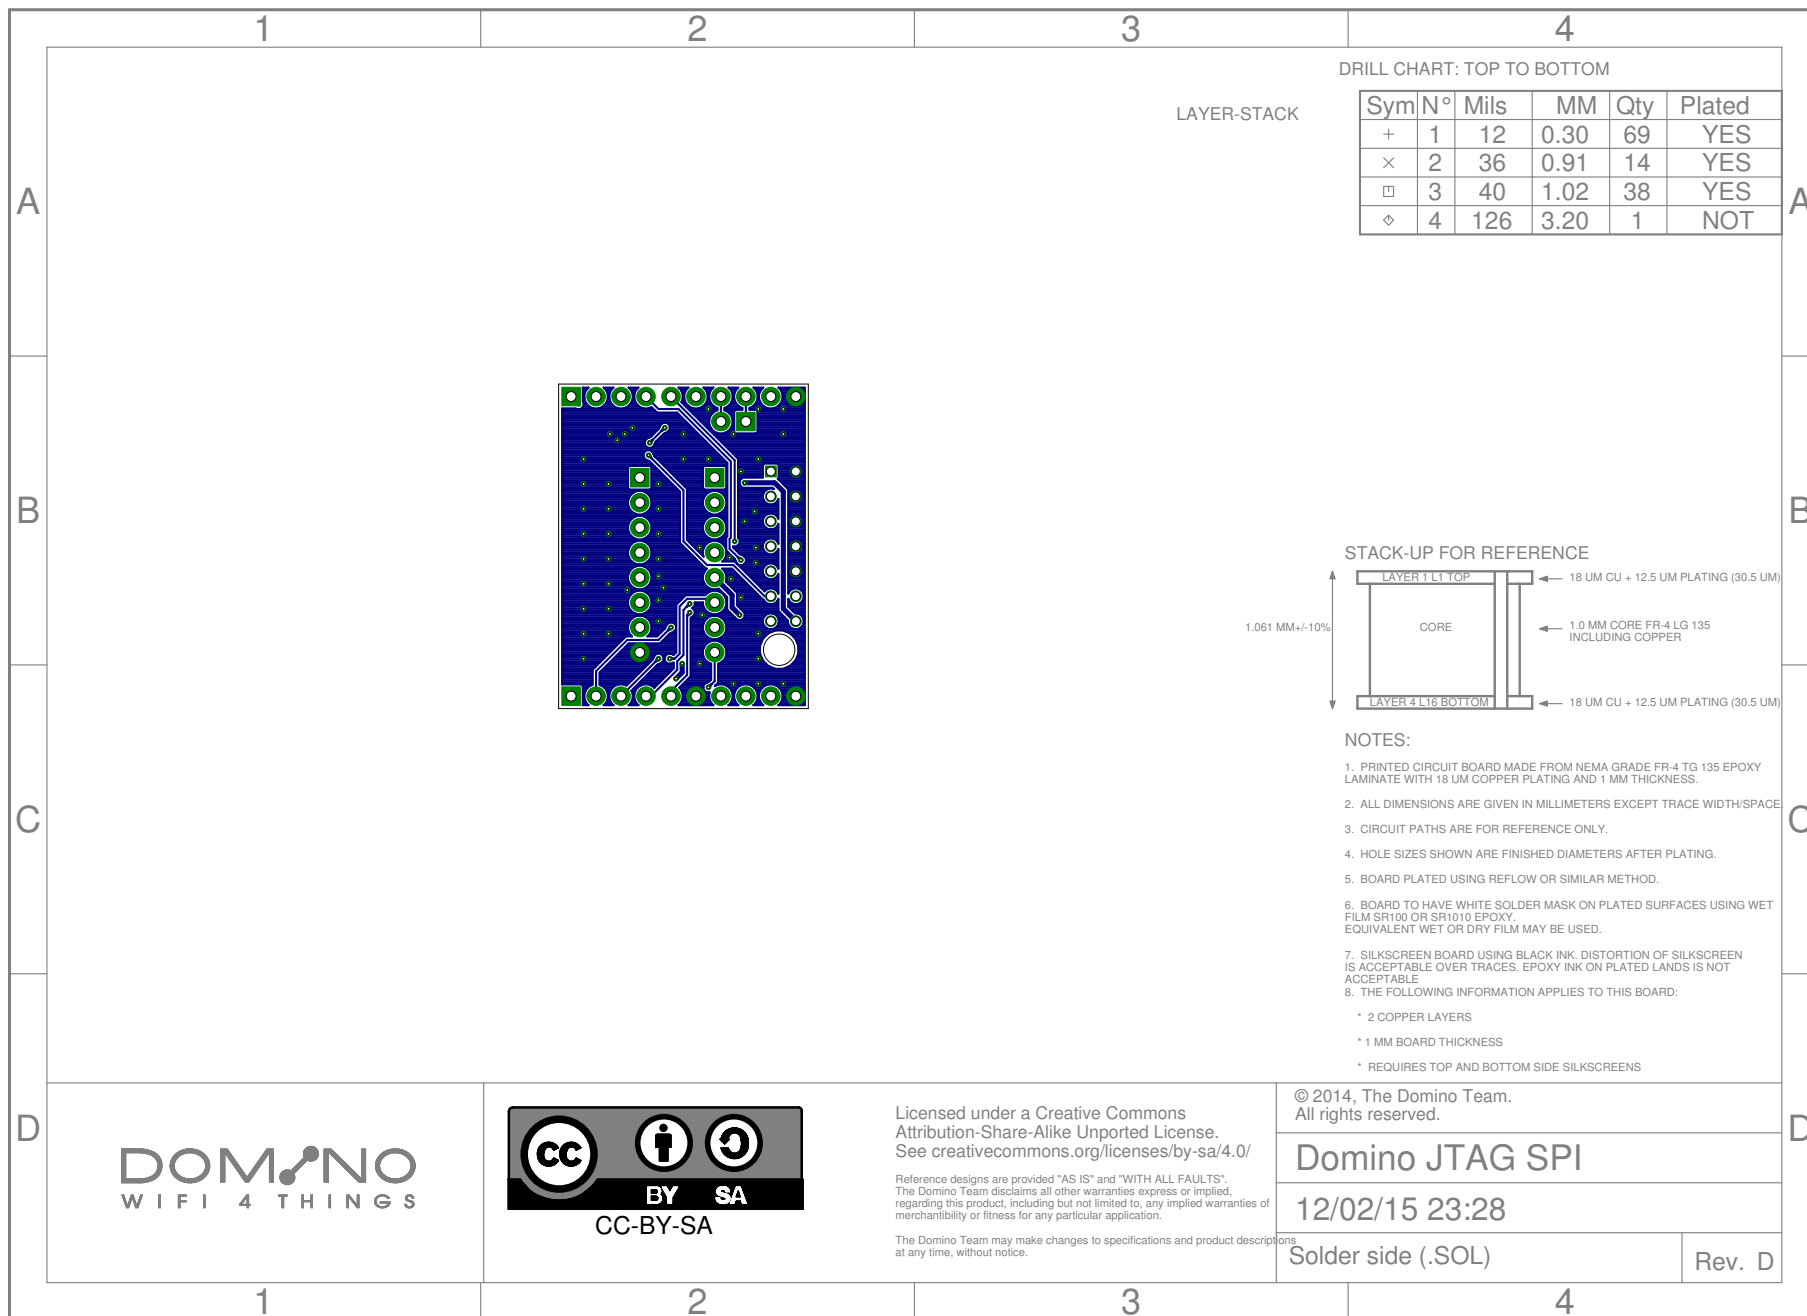 1 2 3 4
DRILL CHART: TOP TO BOTTOM
LAYER-STACK
Sym N° Mils MM Qty Plated
+ 1 12 0.30 69 YES
× 2 36 0.91 14 YES
3 40 1.02 38 YES
4 126 3.20 1 NOT
A A
B B
STACK-UP FOR REFERENCE
LAYER 1 L1 TOP
18 UM CU + 12.5 UM PLATING (30.5 UM)
1.061 MM+/-10%
CORE
1.0 MM CORE FR-4 LG 135
INCLUDING COPPER
LAYER 4 L16 BOTTOM
18 UM CU + 12.5 UM PLATING (30.5 UM)
NOTES:
1. PRINTED CIRCUIT BOARD MADE FROM NEMA GRADE FR-4 TG 135 EPOXY
LAMINATE WITH 18 UM COPPER PLATING AND 1 MM THICKNESS.
2. ALL DIMENSIONS ARE GIVEN IN MILLIMETERS EXCEPT TRACE WIDTH/SPACE
C C
3. CIRCUIT PATHS ARE FOR REFERENCE ONLY.
4. HOLE SIZES SHOWN ARE FINISHED DIAMETERS AFTER PLATING.
5. BOARD PLATED USING REFLOW OR SIMILAR METHOD.
6. BOARD TO HAVE WHITE SOLDER MASK ON PLATED SURFACES USING WET
FILM SR100 OR SR1010 EPOXY.
EQUIVALENT WET OR DRY FILM MAY BE USED.
7. SILKSCREEN BOARD USING BLACK INK. DISTORTION OF SILKSCREEN
IS ACCEPTABLE OVER TRACES. EPOXY INK ON PLATED LANDS IS NOT
ACCEPTABLE
8. THE FOLLOWING INFORMATION APPLIES TO THIS BOARD:
* 2 COPPER LAYERS
* 1 MM BOARD THICKNESS
* REQUIRES TOP AND BOTTOM SIDE SILKSCREENS
D D
DOMINO
WIFI 4 THINGS
cc
BY SA
CC-BY-SA
Licensed under a Creative Commons
Attribution-Share-Alike Unported License.
See creativecommons.org/licenses/by-sa/4.0/
Reference designs are provided "AS IS" and "WITH ALL FAULTS".
The Domino Team disclaims all other warranties express or implied,
regarding this product, including but not limited to, any implied warranties of
merchantibility or fitness for any particular application.
The Domino Team may make changes to specifications and product descriptions
at any time, without notice.
© 2014, The Domino Team.
All rights reserved.
Domino JTAG SPI
12/02/15 23:28
Solder side (.SOL)
Rev. D
1 2 3 4